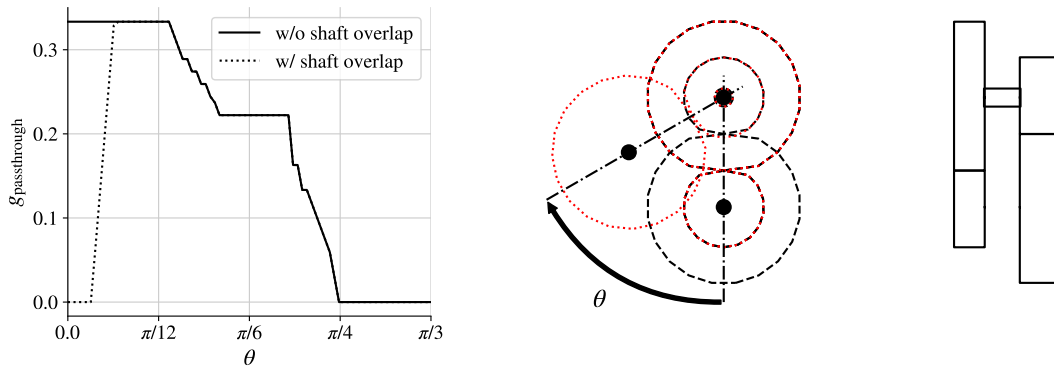 g_passthrough
0.3
0.2
0.1
0.0
w/o shaft overlap
w/ shaft overlap
0.0
π/12
π/6
π/4
π/3
θ
θ